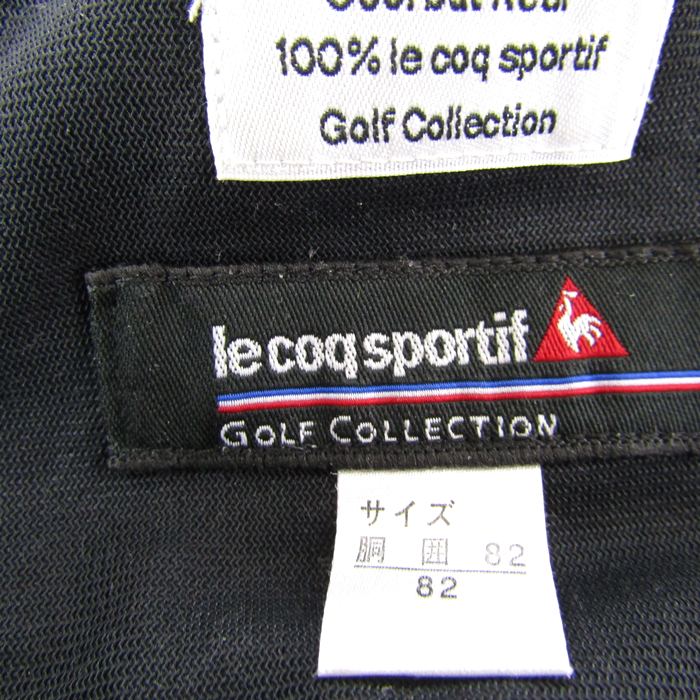 100% le coq sportif
Golf Collection
le coq sportif
GOLF COLLECTION
サイズ
胴 囲 82
82